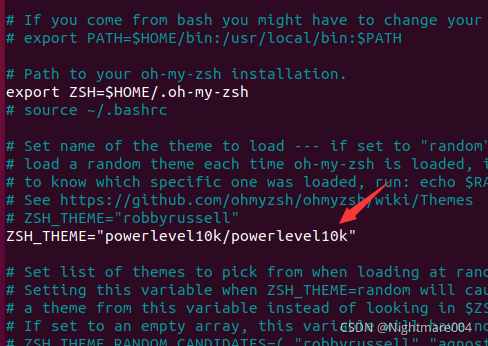 # If you come from bash you might have to change your
# export PATH=$HOME/bin:/usr/local/bin:$PATH
# Path to your oh-my-zsh installation.
export ZSH=$HOME/.oh-my-zsh
# source ~/.bashrc
# Set name of the theme to load --- if set to "random"
# load a random theme each time oh-my-zsh is loaded, i
# to know which specific one was loaded, run: echo $RA
# See https://github.com/ohmyzsh/ohmyzsh/wiki/Themes
# ZSH_THEME="robbyrussell"
ZSH_THEME="powerlevel10k/powerlevel10k"
# Set list of themes to pick from when loading at rand
# Setting this variable when ZSH_THEME=random will cau
# a theme from this variable instead of looking in $ZS
# If set to an empty array, this variable will
# ZSH_THEME_RANDOM_CANDIDATES=( "robbyrussell" "agnost
CSDN @Nightmare004